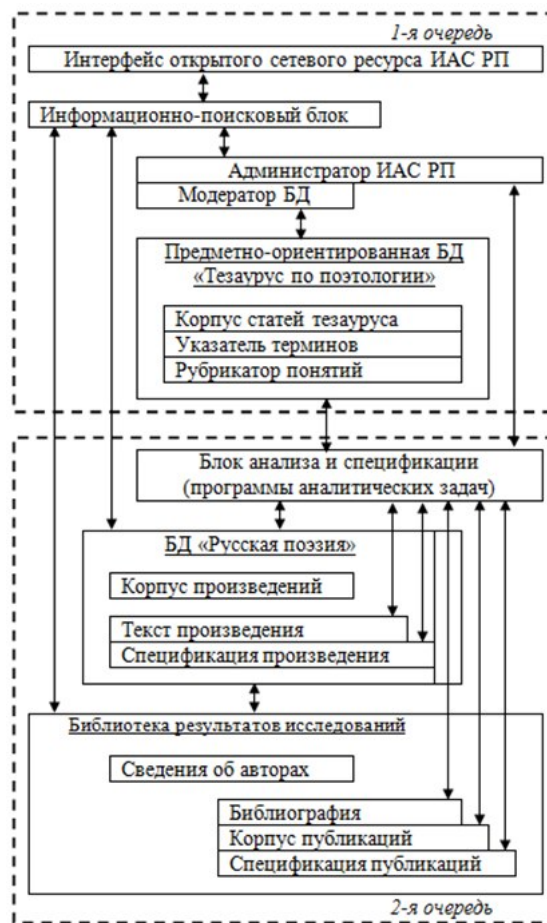 1-я очередь
Интерфейс открытого сетевого ресурса ИАС РП
Информационно-поисковый блок
Администратор ИАС РП
Модератор БД
Предметно-ориентированная БД
«Тезаурус по поэтологии»
Корпус статей тезауруса
Указатель терминов
Рубрикатор понятий
Блок анализа и спецификации
(программы аналитических задач)
БД «Русская поэзия»
Корпус произведений
Текст произведения
Спецификация произведения
Библиотека результатов исследований
Сведения об авторах
Библиография
Корпус публикаций
Спецификация публикаций
2-я очередь